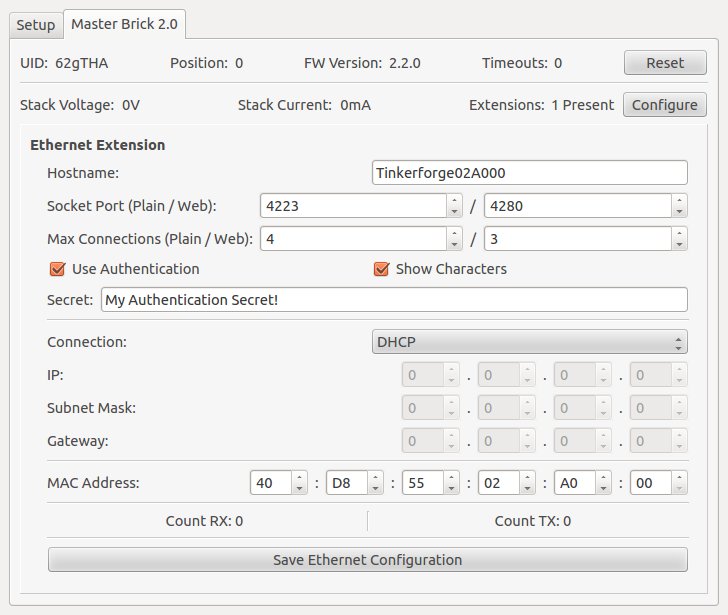 Setup Master Brick 2.0
UID: 62gTHA Position: 0 FW Version: 2.2.0 Timeouts: 0 Reset
Stack Voltage: 0V Stack Current: 0mA Extensions: 1 Present Configure
Ethernet Extension
Hostname: Tinkerforge02A000
Socket Port (Plain / Web): 4223 / 4280
Max Connections (Plain / Web): 4 / 3
Use Authentication Show Characters
Secret: My Authentication Secret!
Connection: DHCP
IP: 0 . 0 . 0 . 0
Subnet Mask: 0 . 0 . 0 . 0
Gateway: 0 . 0 . 0 . 0
MAC Address: 40 : D8 : 55 : 02 : A0 : 00
Count RX: 0 Count TX: 0
Save Ethernet Configuration